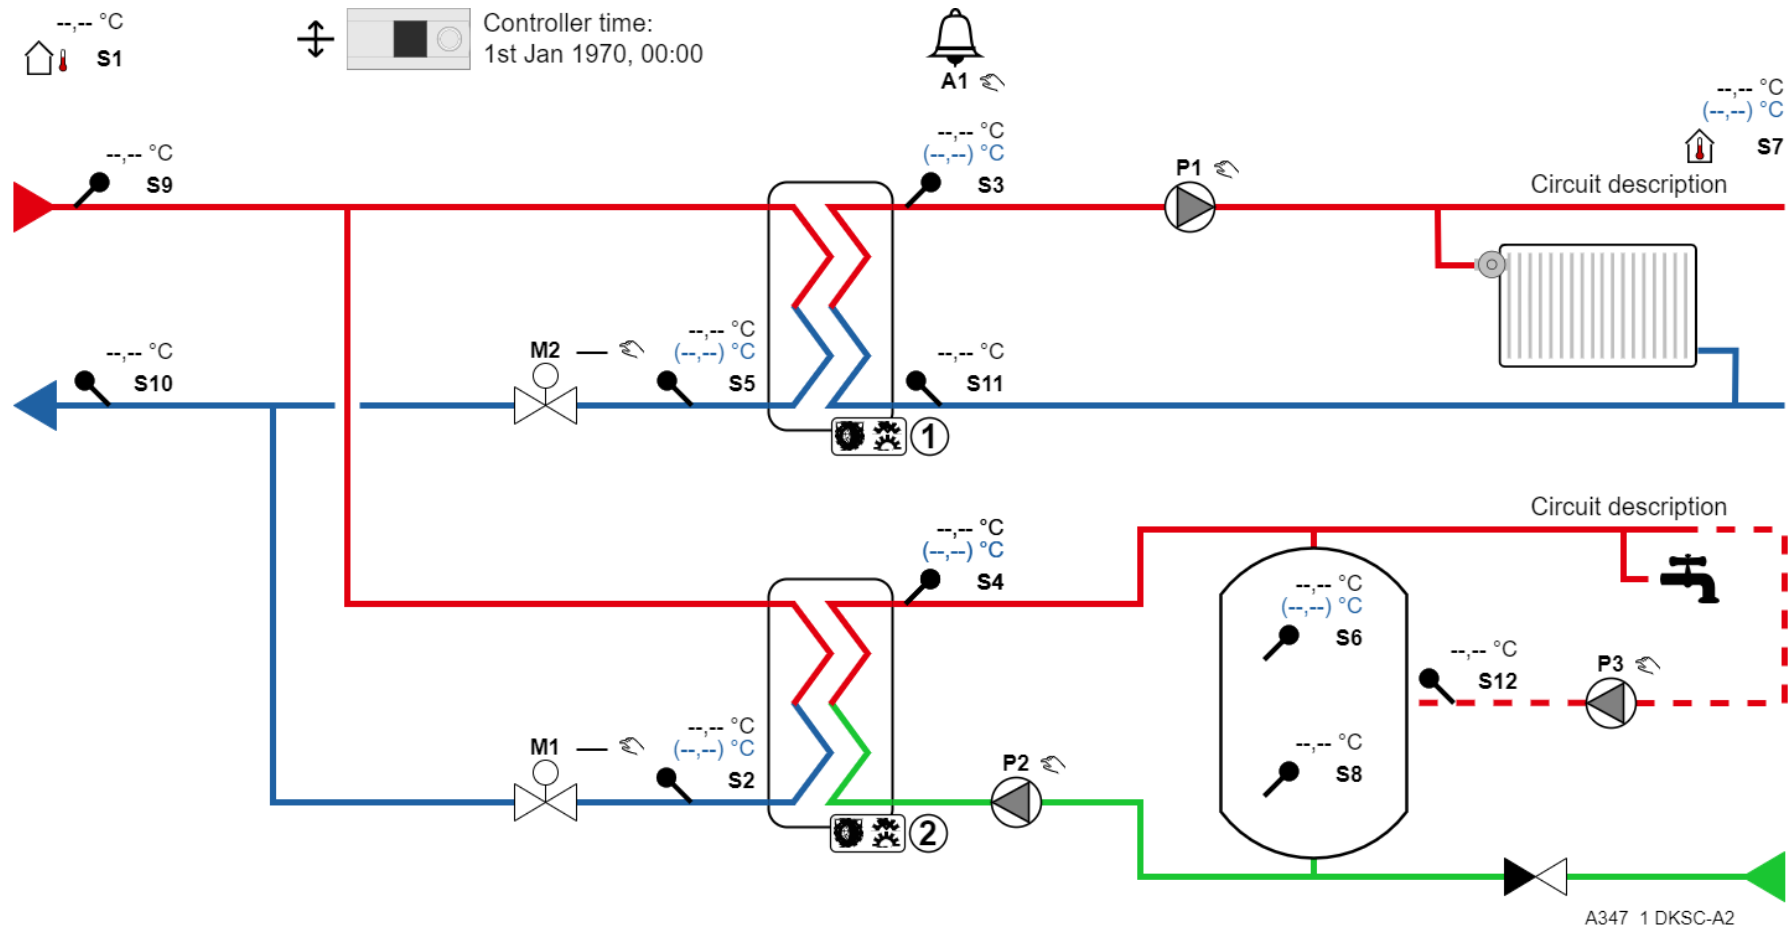 --,-- °C
S1
Controller time:
1st Jan 1970, 00:00
A1
--,-- °C
(--,--) °C
S7
--,-- °C
S9
--,-- °C
(--,--) °C
S3
P1
Circuit description
--,-- °C
S10
M2
--,-- °C
(--,--) °C
S5
--,-- °C
S11
1
Circuit description
--,-- °C
(--,--) °C
S4
--,-- °C
(--,--) °C
S6
--,-- °C
S12
P3
M1
--,-- °C
(--,--) °C
S2
P2
--,-- °C
S8
2
A347 1 DKSC-A2